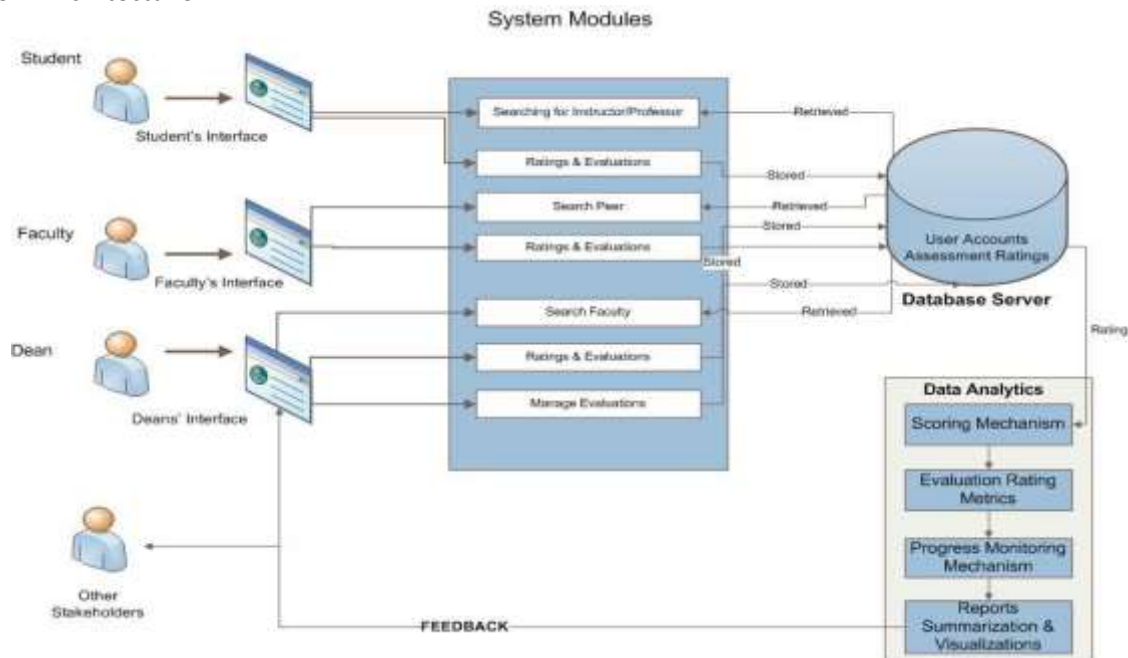 System Modules
Student
Student's Interface
Searching for Instructor/Professor
Retrieved
Ratings & Evaluations
Stored
Faculty
Faculty's Interface
Search Peer
Retrieved
Ratings & Evaluations
Stored
Stored
User Accounts
Assessment Ratings
Database Server
Dean
Deans' Interface
Search Faculty
Stored
Retrieved
Ratings & Evaluations
Manage Evaluations
Rating
Data Analytics
Scoring Mechanism
Evaluation Rating
Metrics
Progress Monitoring
Mechanism
Reports
Summarization &
Visualizations
Other
Stakeholders
FEEDBACK